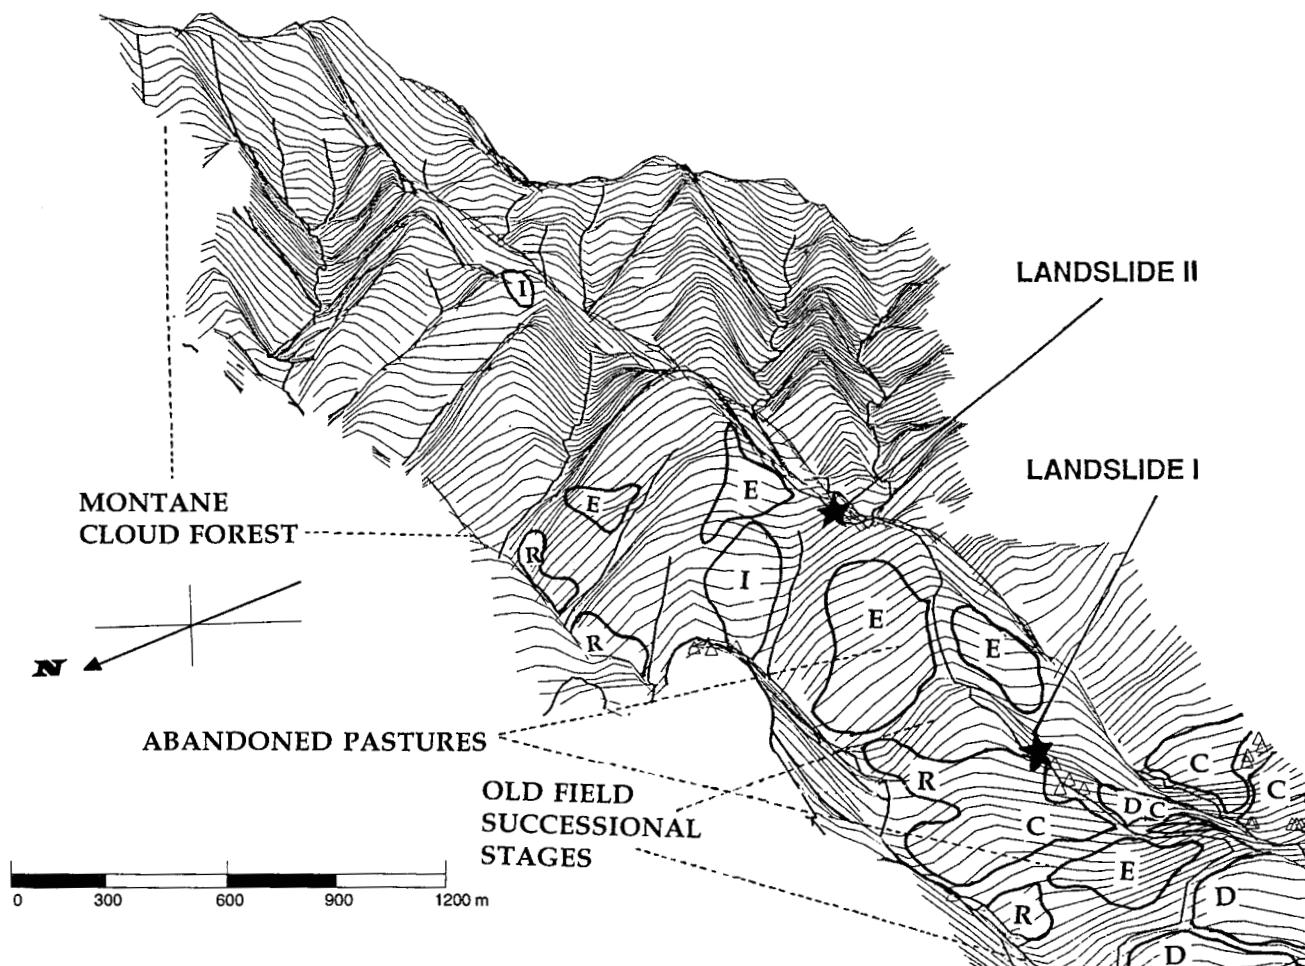 I
LANDSLIDE II
LANDSLIDE I
E
E
MONTANE
CLOUD FOREST
R
I
E
R
E
N
ABANDONED PASTURES
C
C
R
OLD FIELD
SUCCESSIONAL
STAGES
D C
C
E
D
R
D
0 300 600 900 1200 m